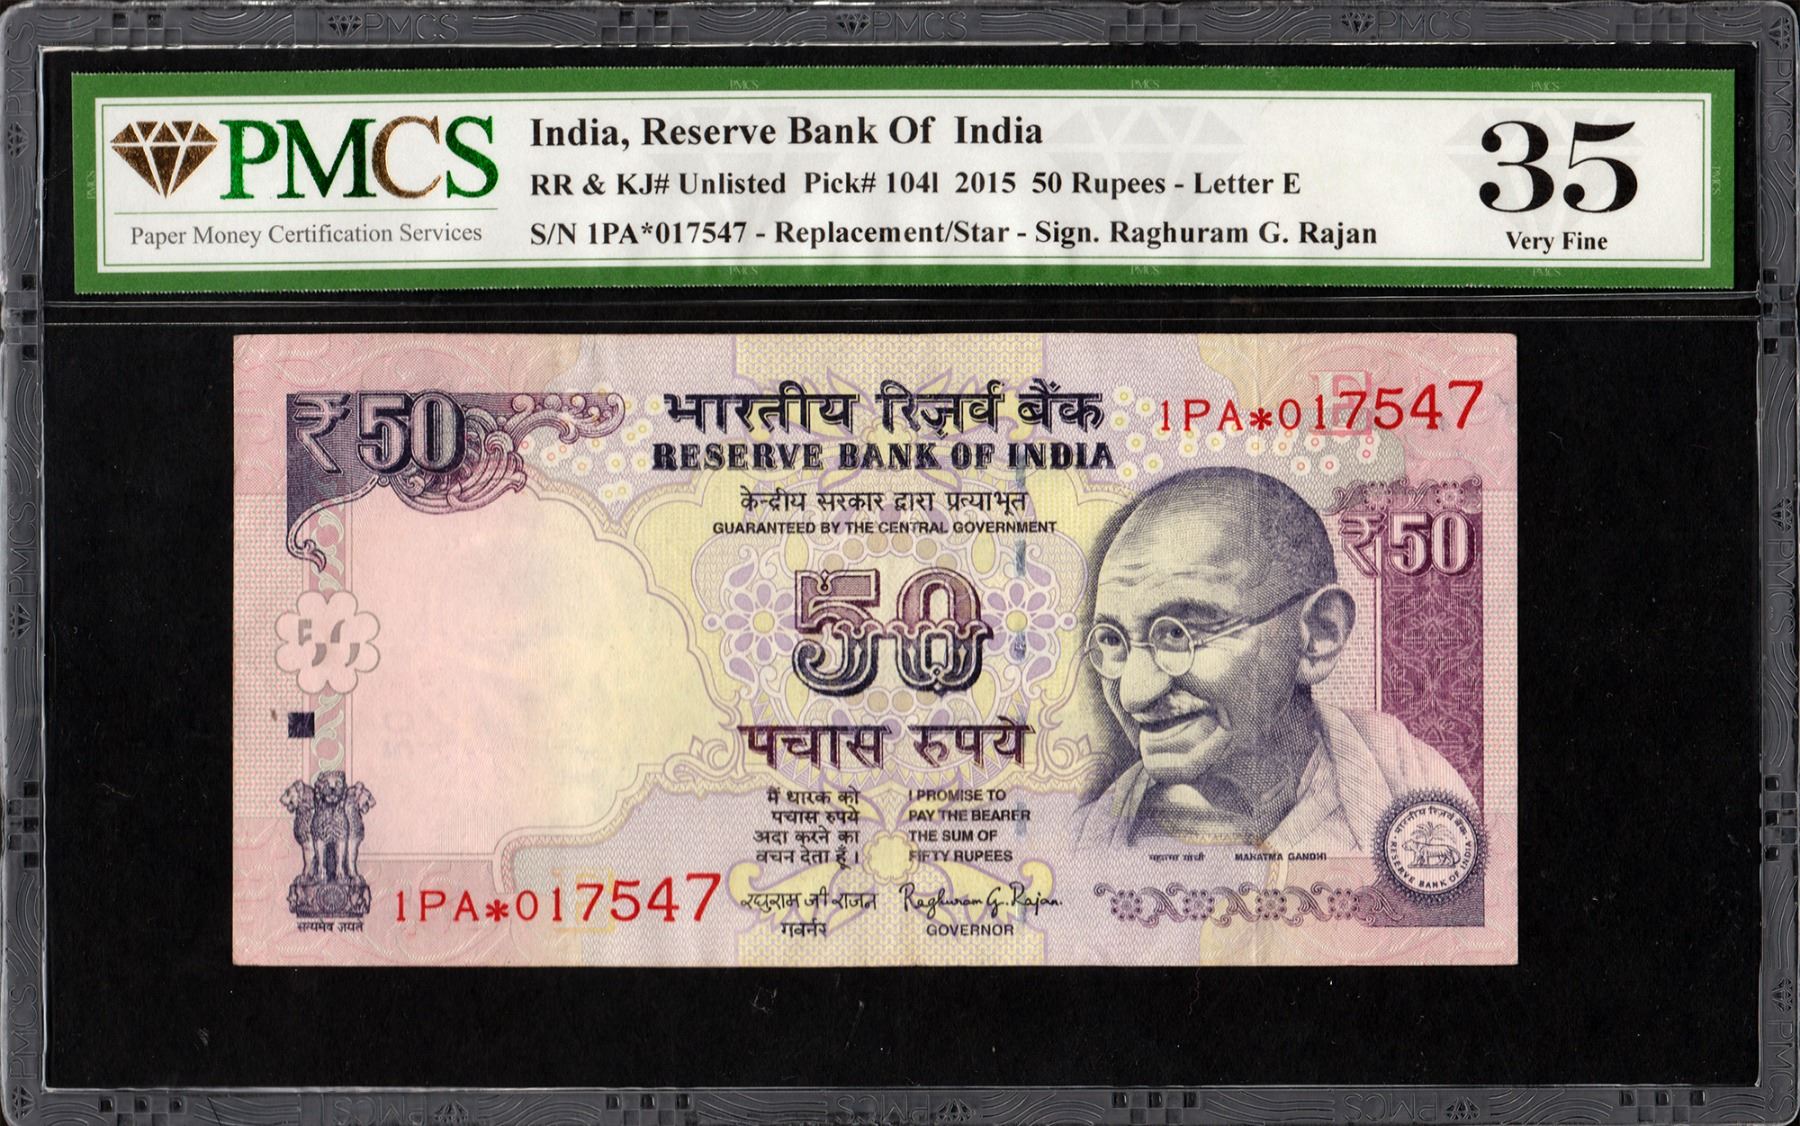 PMCS
Paper Money Certification Services
India, Reserve Bank Of India
RR & KJ# Unlisted Pick# 104l 2015 50 Rupees - Letter E
S/N 1PA*017547 - Replacement/Star - Sign. Raghuram G. Rajan
35
Very Fine
₹50
भारतीय रिज़र्व बैंक
RESERVE BANK OF INDIA
1PA*017547
E
केन्द्रीय सरकार द्वारा प्रत्याभूत
GUARANTEED BY THE CENTRAL GOVERNMENT
₹50
50
पचास रुपये
मैं धारक को
पचास रुपये
अदा करने का
वचन देता हूँ।
I PROMISE TO
PAY THE BEARER
THE SUM OF
FIFTY RUPEES
रघुराम जी राजन
गवर्नर
Raghuram G. Rajan
GOVERNOR
महात्मा गांधी
MAHATMA GANDHI
भारतीय रिज़र्व बैंक
RESERVE BANK OF INDIA
1PA*017547
सत्यमेव जयते